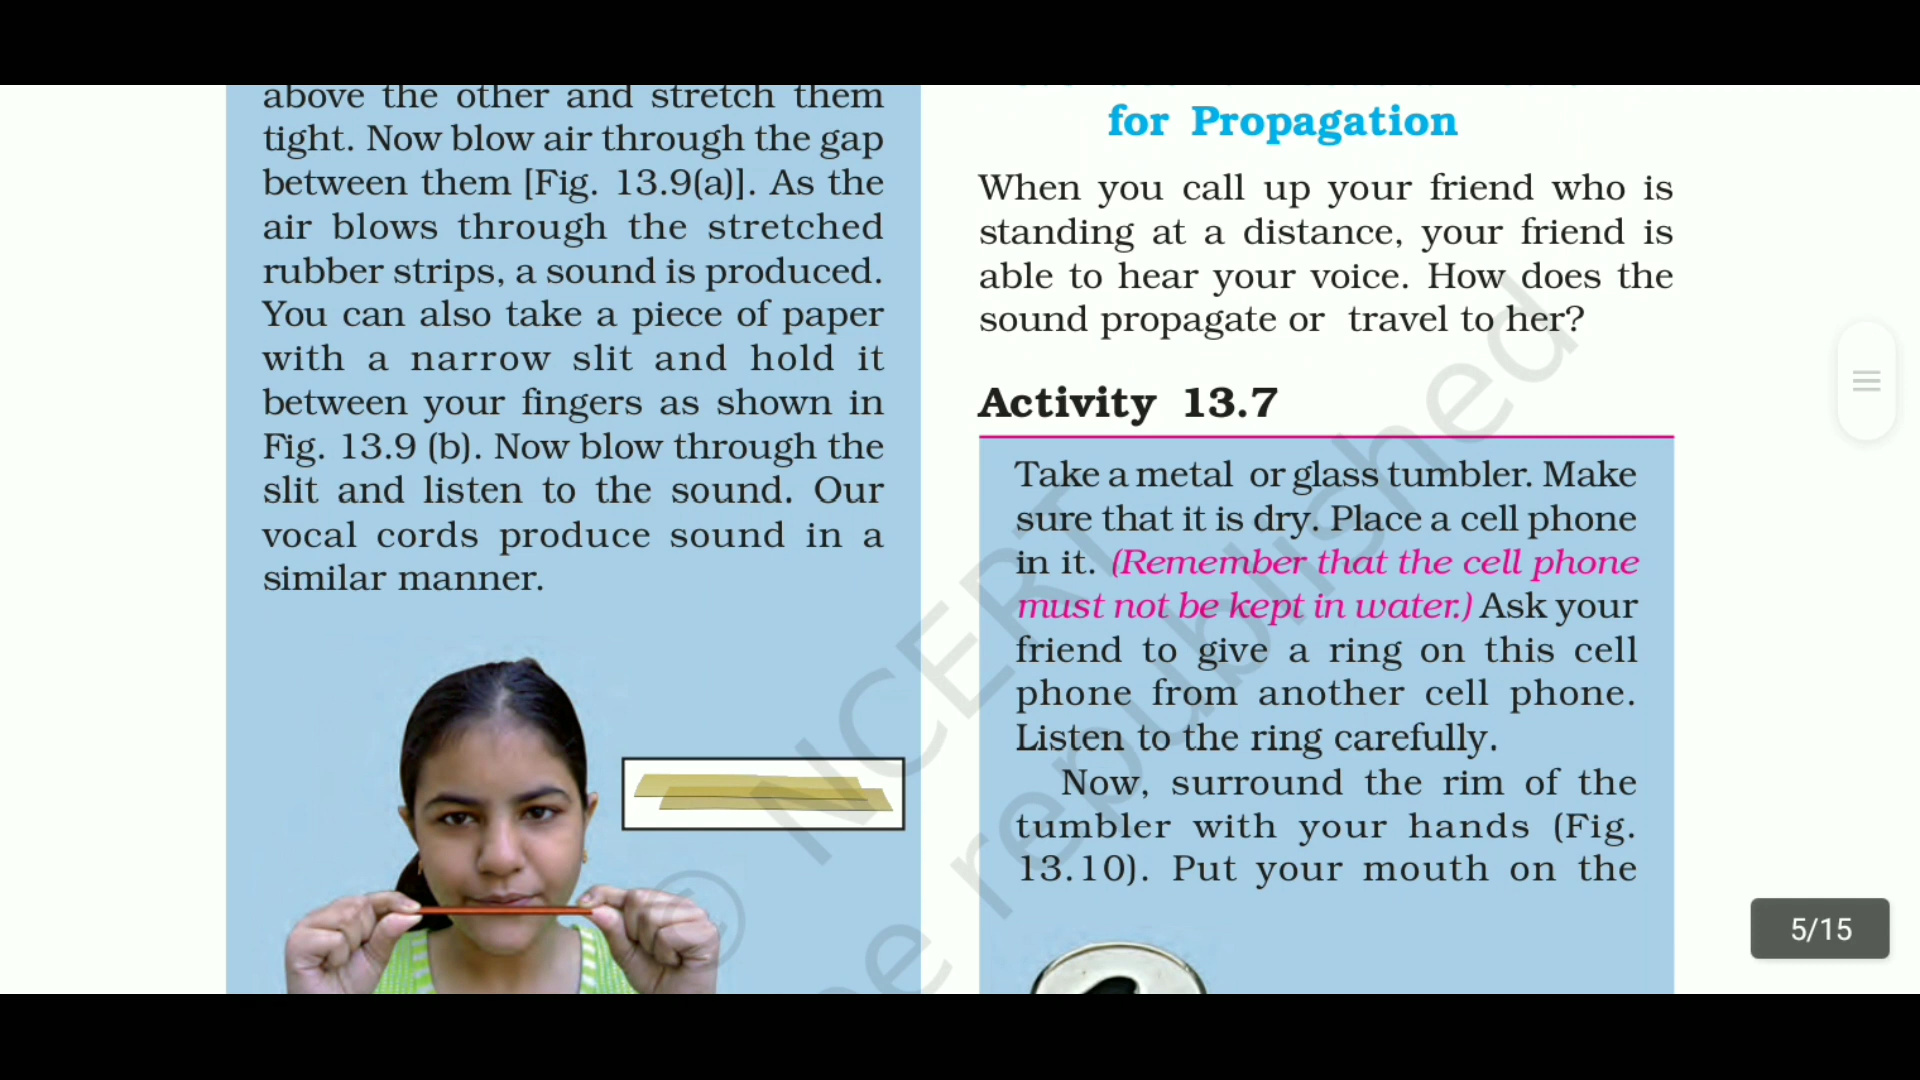 above the other and stretch them
tight. Now blow air through the gap
between them [Fig. 13.9(a)]. As the
air blows through the stretched
rubber strips, a sound is produced.
You can also take a piece of paper
with a narrow slit and hold it
between your fingers as shown in
Fig. 13.9 (b). Now blow through the
slit and listen to the sound. Our
vocal cords produce sound in a
similar manner.
for Propagation
When you call up your friend who is
standing at a distance, your friend is
able to hear your voice. How does the
sound propagate or travel to her?
Activity 13.7
Take a metal or glass tumbler. Make
sure that it is dry. Place a cell phone
in it. (Remember that the cell phone
must not be kept in water.) Ask your
friend to give a ring on this cell
phone from another cell phone.
Listen to the ring carefully.
Now, surround the rim of the
tumbler with your hands (Fig.
13.10). Put your mouth on the
© NCERT
republished
5/15